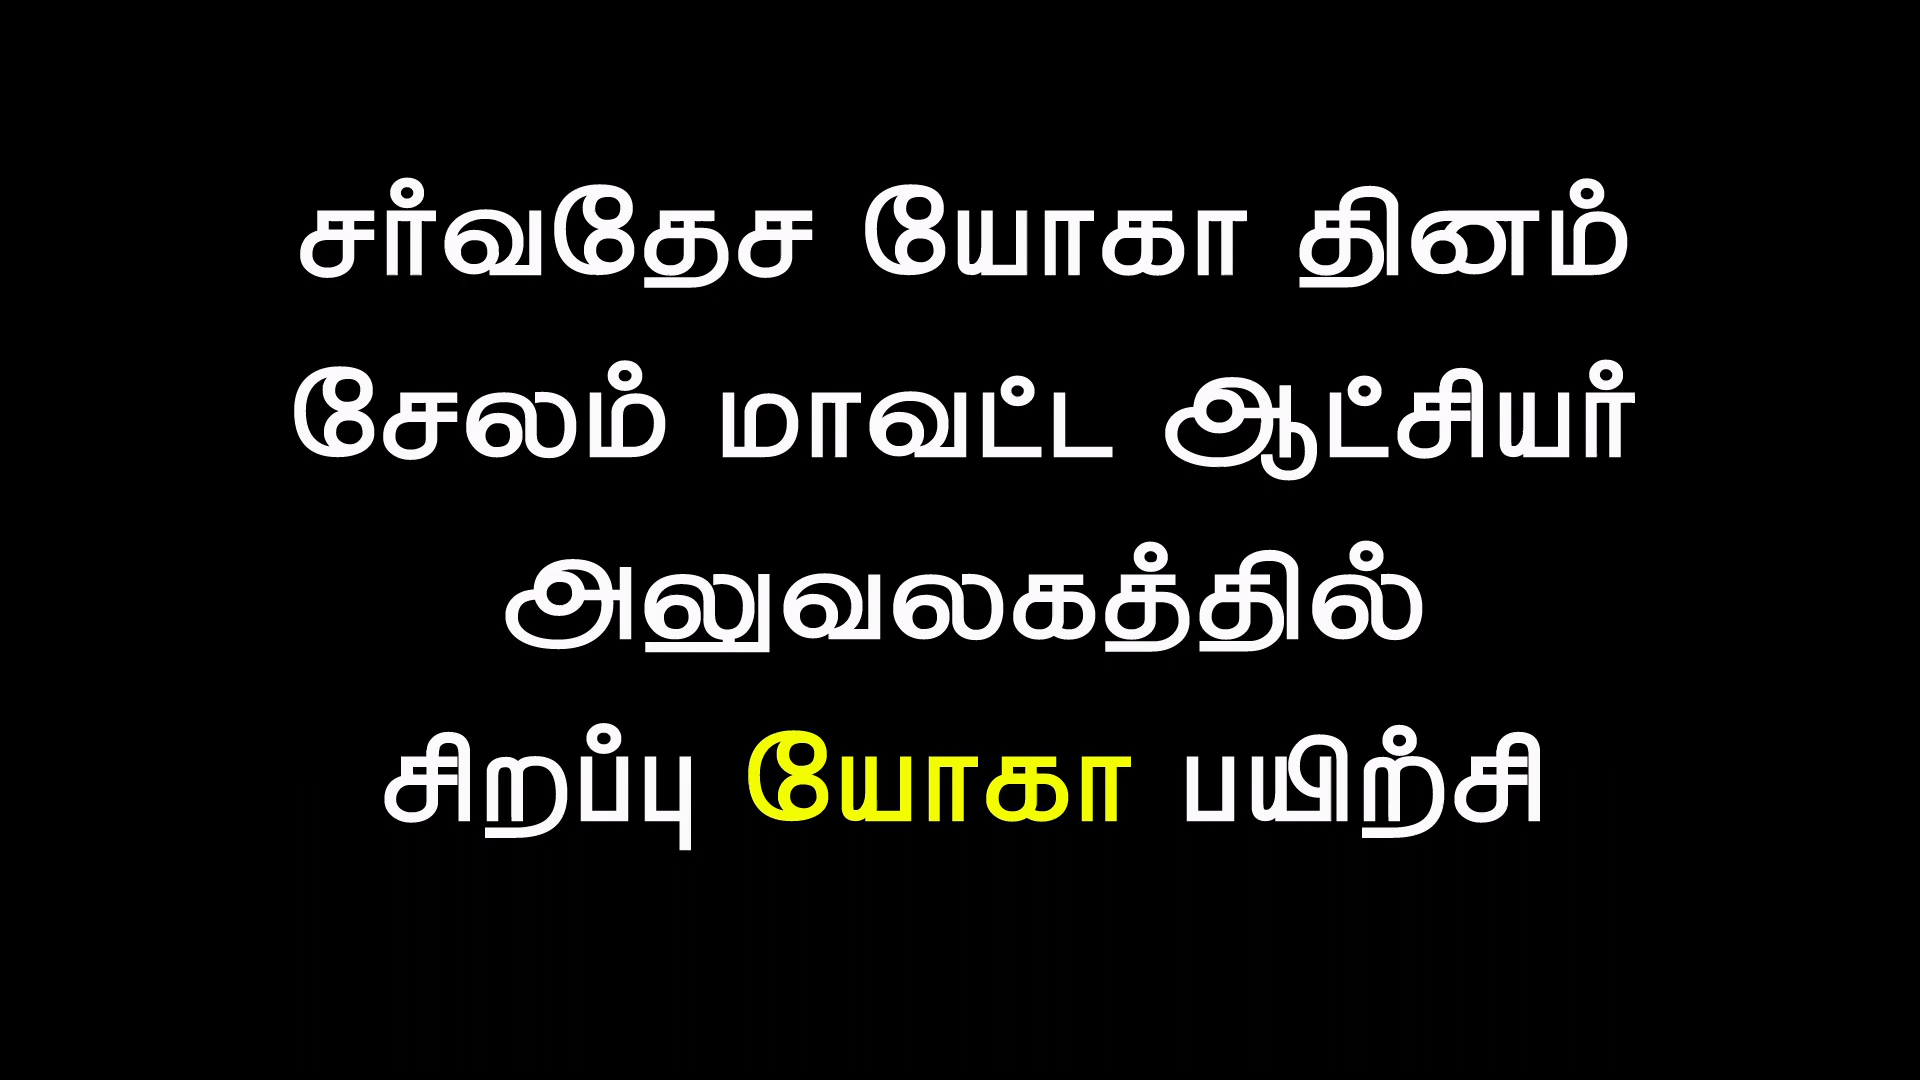 சர்வதேச யோகா தினம்
சேலம் மாவட்ட ஆட்சியர்
அலுவலகத்தில்
சிறப்பு யோகா பயிற்சி